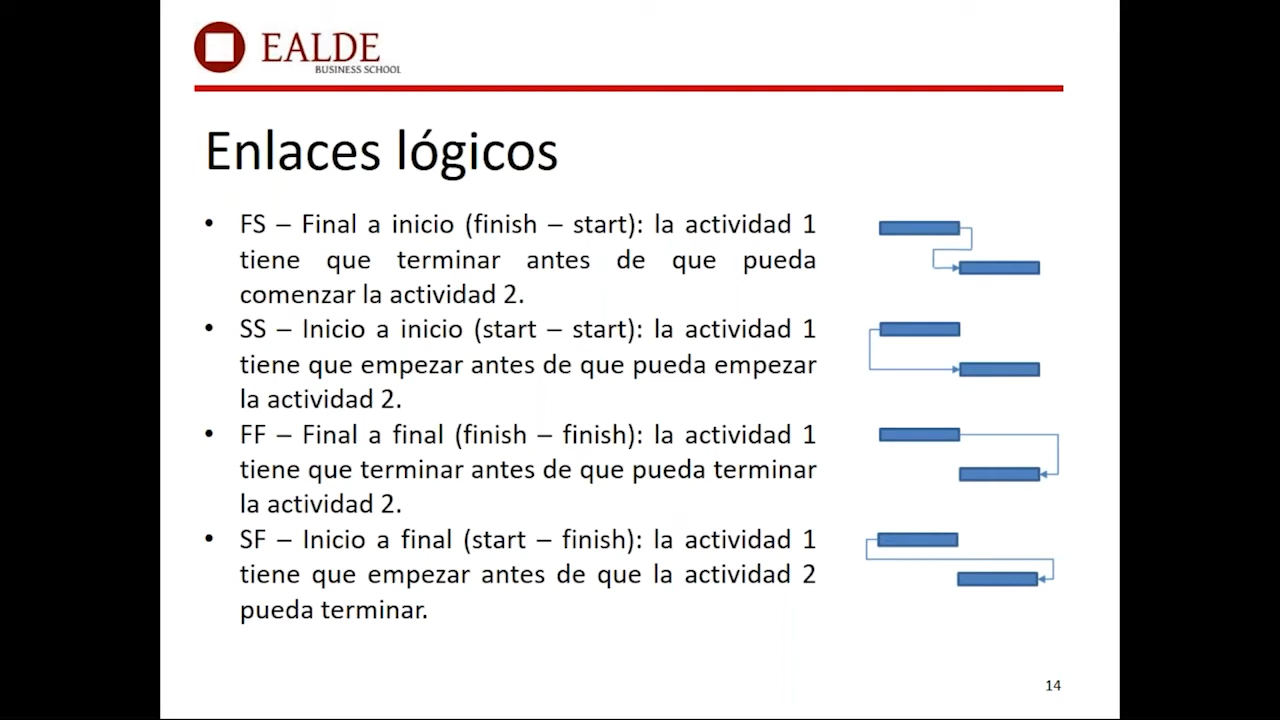 EALDE
BUSINESS SCHOOL
Enlaces lógicos
• FS – Final a inicio (finish – start): la actividad 1
tiene que terminar antes de que pueda
comenzar la actividad 2.
• SS – Inicio a inicio (start – start): la actividad 1
tiene que empezar antes de que pueda empezar
la actividad 2.
• FF – Final a final (finish – finish): la actividad 1
tiene que terminar antes de que pueda terminar
la actividad 2.
• SF – Inicio a final (start – finish): la actividad 1
tiene que empezar antes de que la actividad 2
pueda terminar.
14